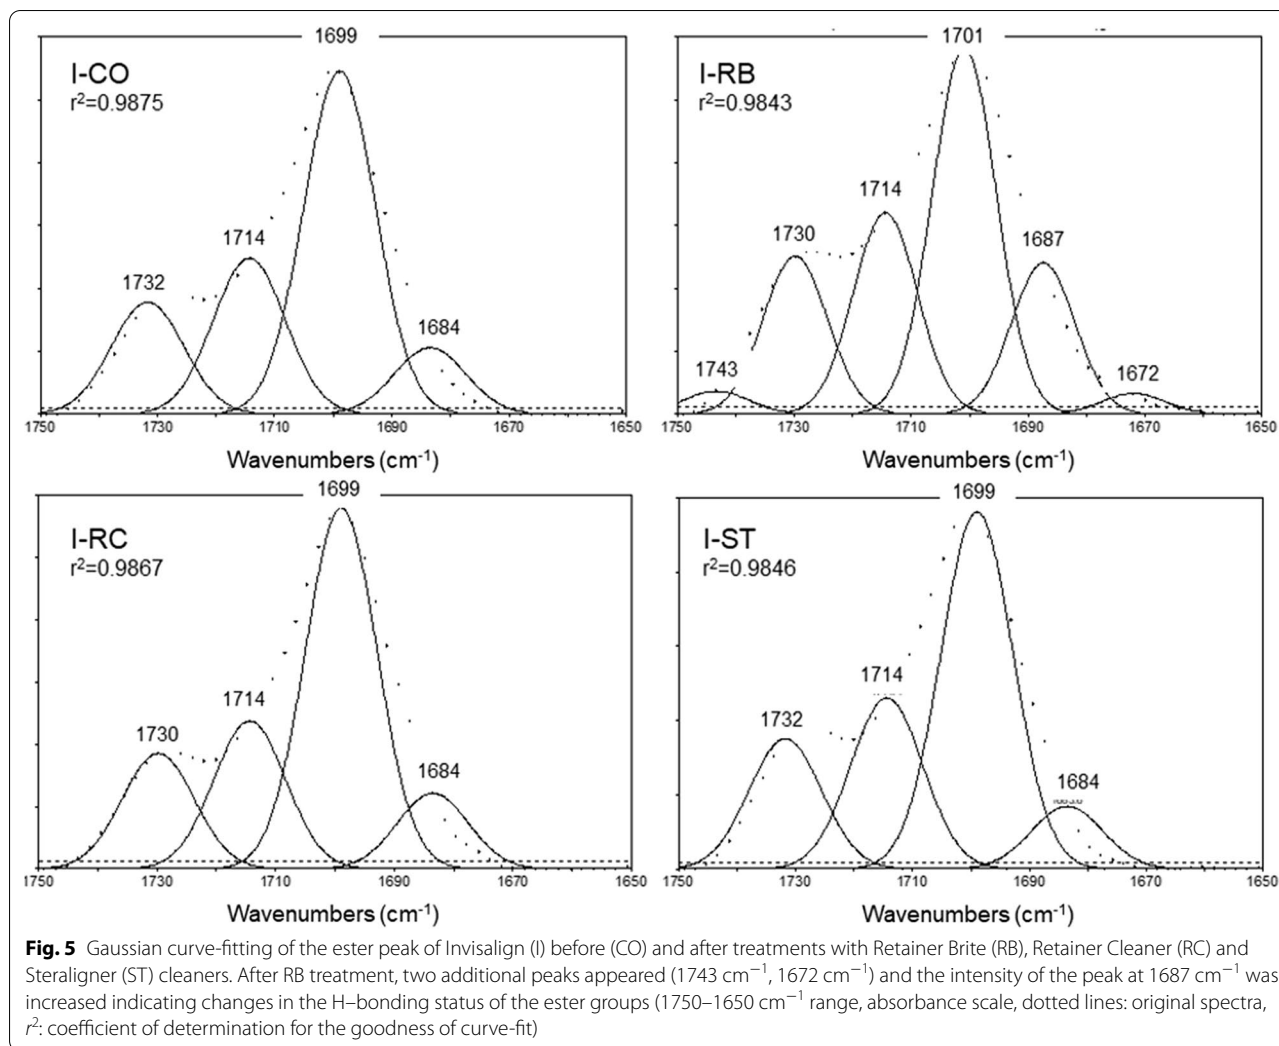 1699
I-CO
r²=0.9875
1714
1732
1684
1750 1730 1710 1690 1670 1650
Wavenumbers (cm⁻¹)
1701
I-RB
r²=0.9843
1714
1730
1687
1743
1672
1750 1730 1710 1690 1670 1650
Wavenumbers (cm⁻¹)
1699
I-RC
r²=0.9867
1714
1730
1684
1750 1730 1710 1690 1670 1650
Wavenumbers (cm⁻¹)
1699
I-ST
r²=0.9846
1714
1732
1684
1750 1730 1710 1690 1670 1650
Wavenumbers (cm⁻¹)
Fig. 5 Gaussian curve-fitting of the ester peak of Invisalign (I) before (CO) and after treatments with Retainer Brite (RB), Retainer Cleaner (RC) and
Steraligner (ST) cleaners. After RB treatment, two additional peaks appeared (1743 cm⁻¹, 1672 cm⁻¹) and the intensity of the peak at 1687 cm⁻¹ was
increased indicating changes in the H–bonding status of the ester groups (1750–1650 cm⁻¹ range, absorbance scale, dotted lines: original spectra,
r²: coefficient of determination for the goodness of curve-fit)